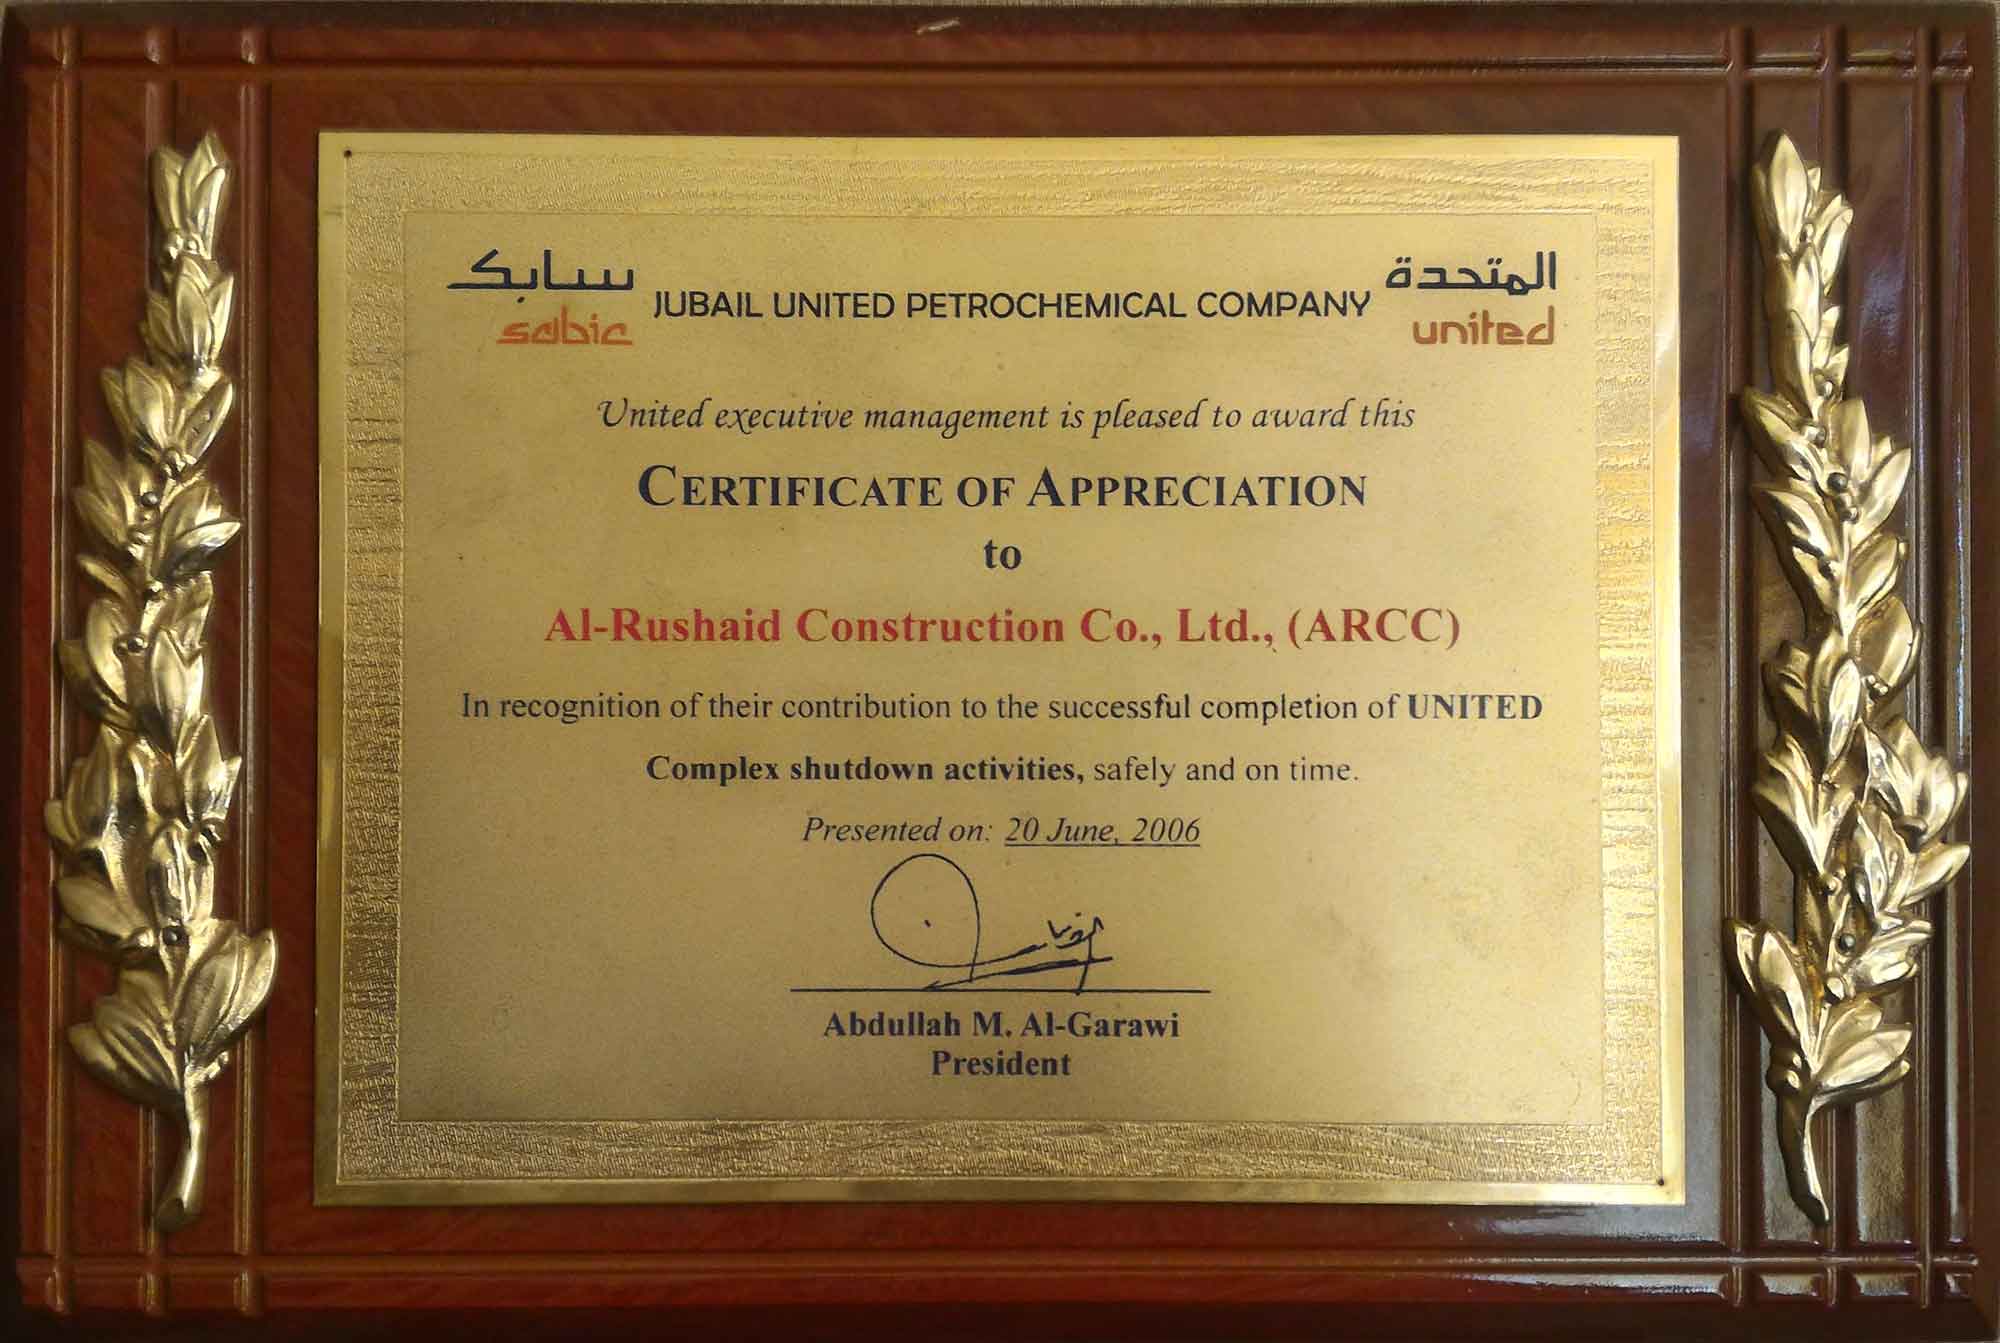 سابك
sabic
JUBAIL UNITED PETROCHEMICAL COMPANY
المتحدة
united
United executive management is pleased to award this
CERTIFICATE OF APPRECIATION
to
Al-Rushaid Construction Co., Ltd., (ARCC)
In recognition of their contribution to the successful completion of UNITED
Complex shutdown activities, safely and on time.
Presented on: 20 June, 2006
Abdullah M. Al-Garawi
President